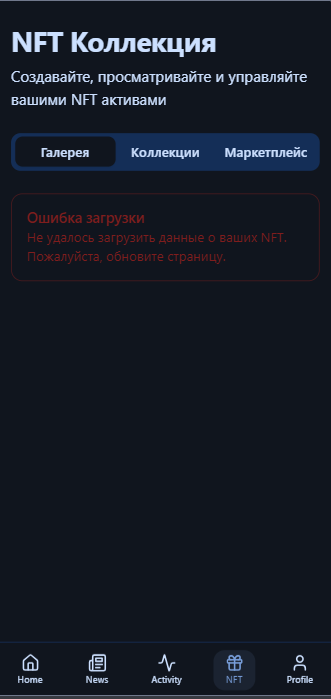 NFT Коллекция
Создавайте, просматривайте и управляйте
вашими NFT активами
Галерея Коллекции Маркетплейс
Ошибка загрузки
Не удалось загрузить данные о ваших NFT.
Пожалуйста, обновите страницу.
Home News Activity NFT Profile